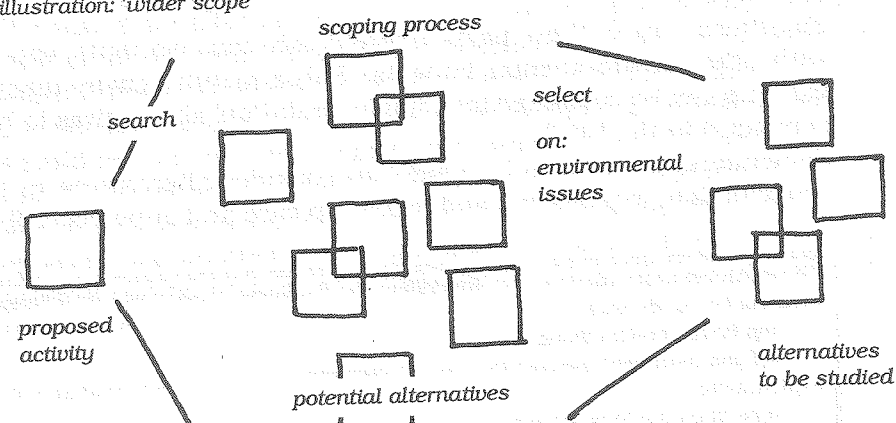 illustration: wider scope
scoping process
search
select
on:
environmental
issues
proposed
activity
potential alternatives
alternatives
to be studied